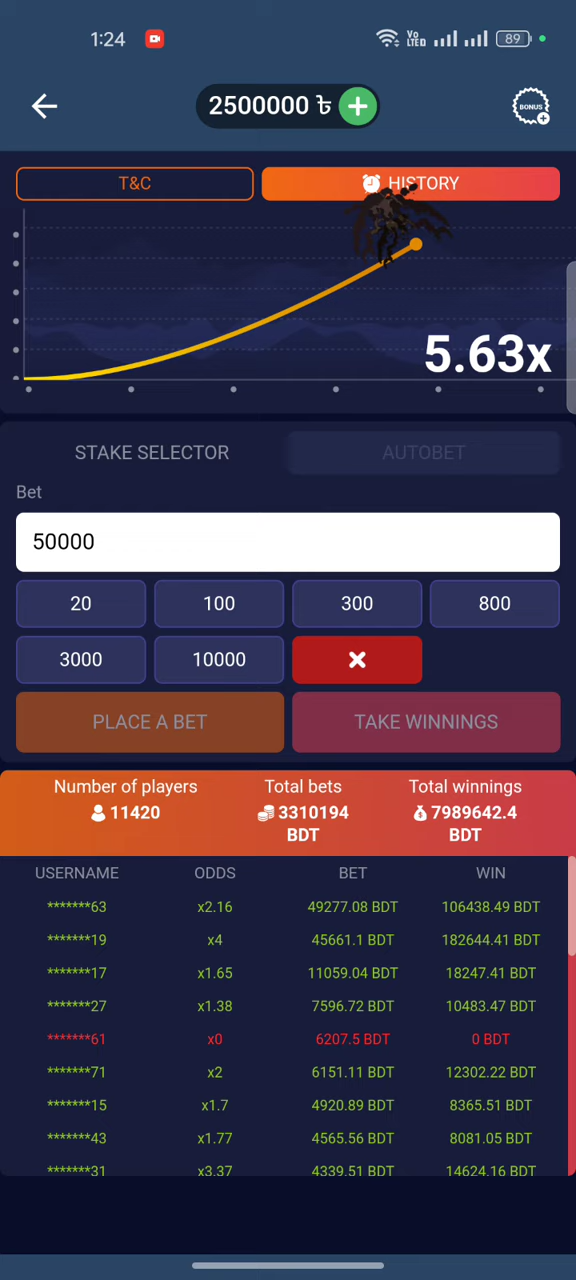 1:24
Vo
LTED
89
2500000 ৳
BONUS
T&C
HISTORY
5.63x
STAKE SELECTOR
AUTOBET
Bet
50000
20
100
300
800
3000
10000
PLACE A BET
TAKE WINNINGS
Number of players
Total bets
Total winnings
11420
3310194
7989642.4
BDT
BDT
USERNAME ODDS BET WIN
*******63 x2.16 49277.08 BDT 106438.49 BDT
*******19 x4 45661.1 BDT 182644.41 BDT
*******17 x1.65 11059.04 BDT 18247.41 BDT
*******27 x1.38 7596.72 BDT 10483.47 BDT
*******61 x0 6207.5 BDT 0 BDT
*******71 x2 6151.11 BDT 12302.22 BDT
*******15 x1.7 4920.89 BDT 8365.51 BDT
*******43 x1.77 4565.56 BDT 8081.05 BDT
*******31 x3.37 4339.51 BDT 14624.16 BDT